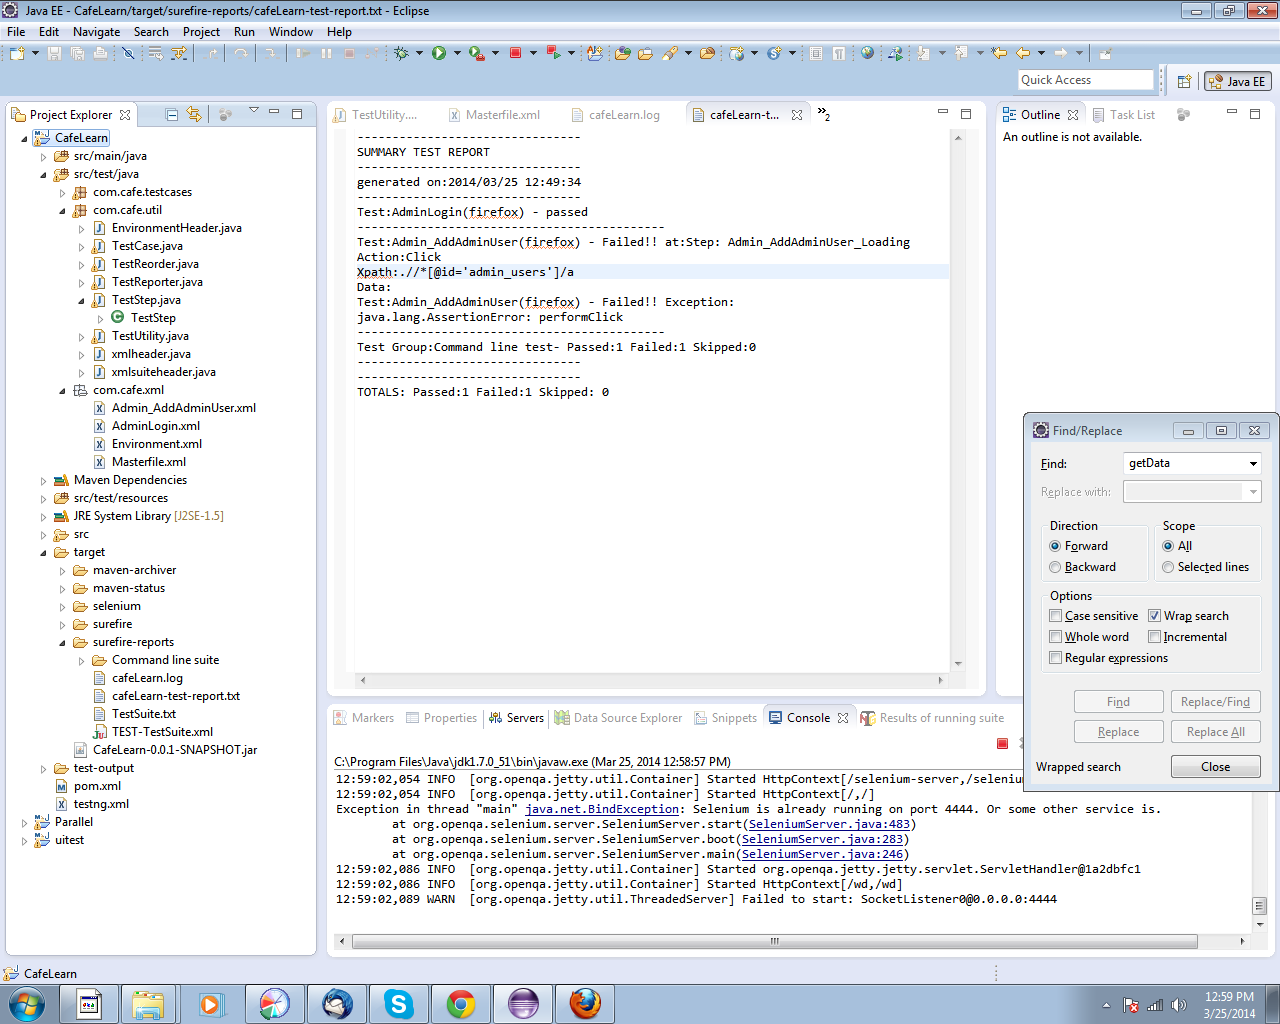 Java EE - CafeLearn/target/surefire-reports/cafeLearn-test-report.txt - Eclipse
File Edit Navigate Search Project Run Window Help
Quick Access
Java EE
Project Explorer
CafeLearn
src/main/java
src/test/java
com.cafe.testcases
com.cafe.util
EnvironmentHeader.java
TestCase.java
TestReorder.java
TestReporter.java
TestStep.java
TestStep
TestUtility.java
xmlheader.java
xmlsuiteheader.java
com.cafe.xml
Admin_AddAdminUser.xml
AdminLogin.xml
Environment.xml
Masterfile.xml
Maven Dependencies
src/test/resources
JRE System Library [J2SE-1.5]
src
target
maven-archiver
maven-status
selenium
surefire
surefire-reports
Command line suite
cafeLearn.log
cafeLearn-test-report.txt
TestSuite.txt
TEST-TestSuite.xml
CafeLearn-0.0.1-SNAPSHOT.jar
test-output
pom.xml
testng.xml
Parallel
uitest
TestUtility....
Masterfile.xml
cafeLearn.log
cafeLearn-t...
»2
--------------------------------
SUMMARY TEST REPORT
--------------------------------
generated on:2014/03/25 12:49:34
--------------------------------
Test:AdminLogin(firefox) - passed
--------------------------------------------
Test:Admin_AddAdminUser(firefox) - Failed!! at:Step: Admin_AddAdminUser_Loading
Action:Click
Xpath:.//*[@id='admin_users']/a
Data:
Test:Admin_AddAdminUser(firefox) - Failed!! Exception:
java.lang.AssertionError: performClick
--------------------------------------------
Test Group:Command line test- Passed:1 Failed:1 Skipped:0
--------------------------------
--------------------------------
TOTALS: Passed:1 Failed:1 Skipped: 0
Outline
Task List
An outline is not available.
Find/Replace
Find: getData
Replace with:
Direction
Forward
Backward
Scope
All
Selected lines
Options
Case sensitive
Wrap search
Whole word
Incremental
Regular expressions
Find
Replace/Find
Replace
Replace All
Wrapped search
Close
Markers
Properties
Servers
Data Source Explorer
Snippets
Console
Results of running suite
C:\Program Files\Java\jdk1.7.0_51\bin\javaw.exe (Mar 25, 2014 12:58:57 PM)
12:59:02,054 INFO  [org.openqa.jetty.util.Container] Started HttpContext[/selenium-server,/seleniu
12:59:02,054 INFO  [org.openqa.jetty.util.Container] Started HttpContext[/,/]
Exception in thread "main" java.net.BindException: Selenium is already running on port 4444. Or some other service is.
at org.openqa.selenium.server.SeleniumServer.start(SeleniumServer.java:483)
at org.openqa.selenium.server.SeleniumServer.boot(SeleniumServer.java:283)
at org.openqa.selenium.server.SeleniumServer.main(SeleniumServer.java:246)
12:59:02,086 INFO  [org.openqa.jetty.util.Container] Started org.openqa.jetty.jetty.servlet.ServletHandler@1a2dbfc1
12:59:02,086 INFO  [org.openqa.jetty.util.Container] Started HttpContext[/wd,/wd]
12:59:02,089 WARN  [org.openqa.jetty.util.ThreadedServer] Failed to start: SocketListener0@0.0.0.0:4444
CafeLearn
12:59 PM
3/25/2014